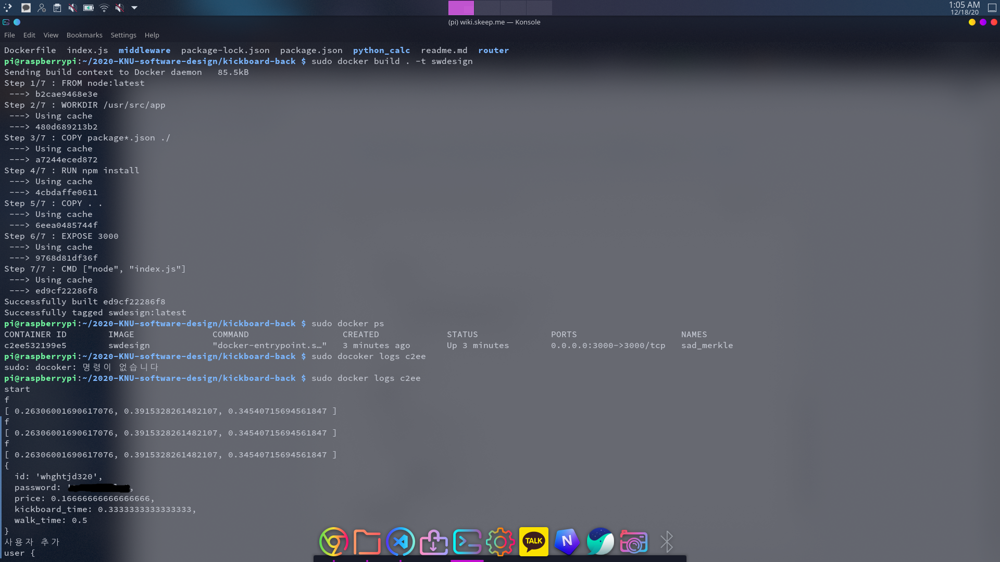 1:05 AM
12/18/20
(pi) wiki.skeep.me — Konsole
File Edit View Bookmarks Settings Help
Dockerfile index.js middleware package-lock.json package.json python_calc readme.md router
pi@raspberrypi:~/2020-KNU-software-design/kickboard-back $ sudo docker build . -t swdesign
Sending build context to Docker daemon 85.5kB
Step 1/7 : FROM node:latest
---> b2cae9468e3e
Step 2/7 : WORKDIR /usr/src/app
---> Using cache
---> 480d689213b2
Step 3/7 : COPY package*.json ./
---> Using cache
---> a7244eced872
Step 4/7 : RUN npm install
---> Using cache
---> 4cbdaffe0611
Step 5/7 : COPY . .
---> Using cache
---> 6eea0485744f
Step 6/7 : EXPOSE 3000
---> Using cache
---> 9768d81df36f
Step 7/7 : CMD ["node", "index.js"]
---> Using cache
---> ed9cf22286f8
Successfully built ed9cf22286f8
Successfully tagged swdesign:latest
pi@raspberrypi:~/2020-KNU-software-design/kickboard-back $ sudo docker ps
CONTAINER ID IMAGE COMMAND CREATED STATUS PORTS NAMES
c2ee532199e5 swdesign "docker-entrypoint.s…" 3 minutes ago Up 3 minutes 0.0.0.0:3000->3000/tcp sad_merkle
pi@raspberrypi:~/2020-KNU-software-design/kickboard-back $ sudo docoker logs c2ee
sudo: docoker: 명령이 없습니다
pi@raspberrypi:~/2020-KNU-software-design/kickboard-back $ sudo docker logs c2ee
start
f
[ 0.26306001690617076, 0.3915328261482107, 0.34540715694561847 ]
f
[ 0.26306001690617076, 0.3915328261482107, 0.34540715694561847 ]
f
[ 0.26306001690617076, 0.3915328261482107, 0.34540715694561847 ]
{
id: 'whghtjd320',
password: ' ,
price: 0.16666666666666666,
kickboard_time: 0.3333333333333333,
walk_time: 0.5
}
사용자 추가
user {
TALK
N